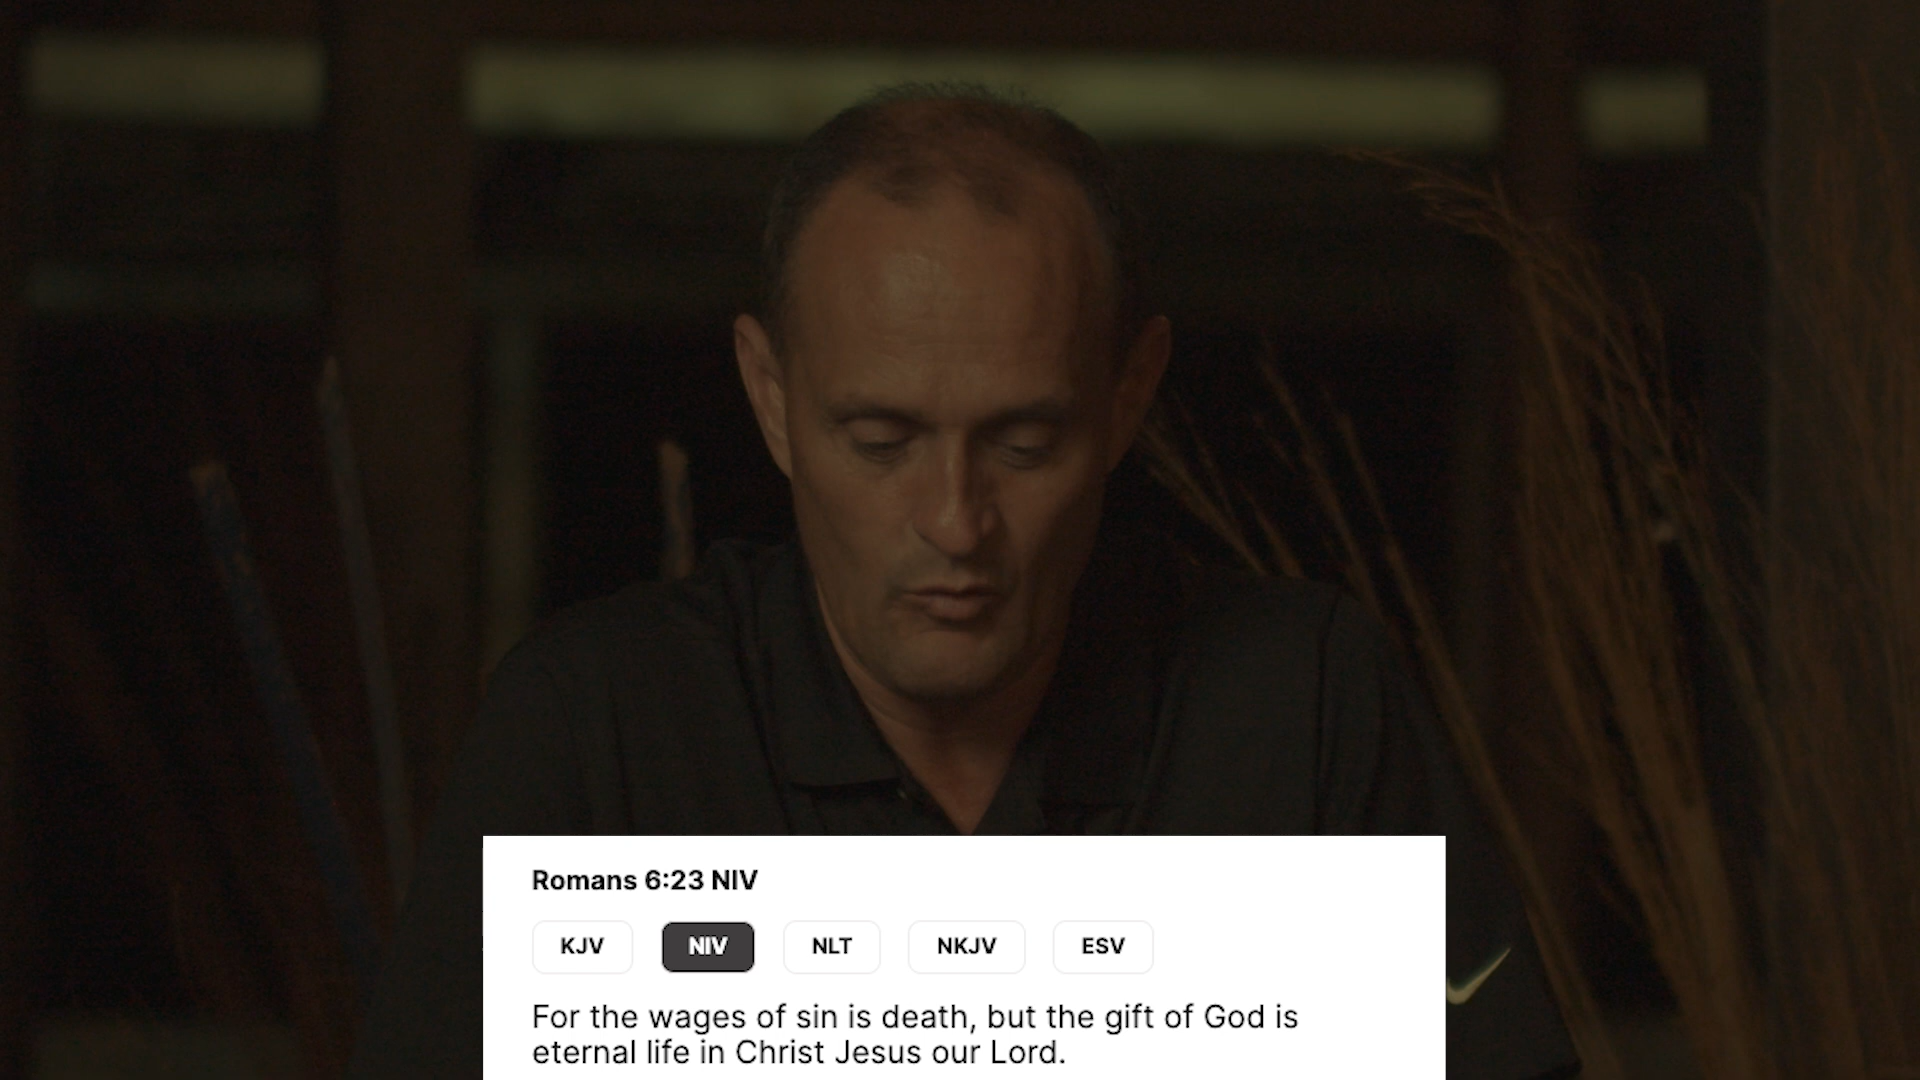 Romans 6:23 NIV
KJV NIV NLT NKJV ESV
For the wages of sin is death, but the gift of God is
eternal life in Christ Jesus our Lord.